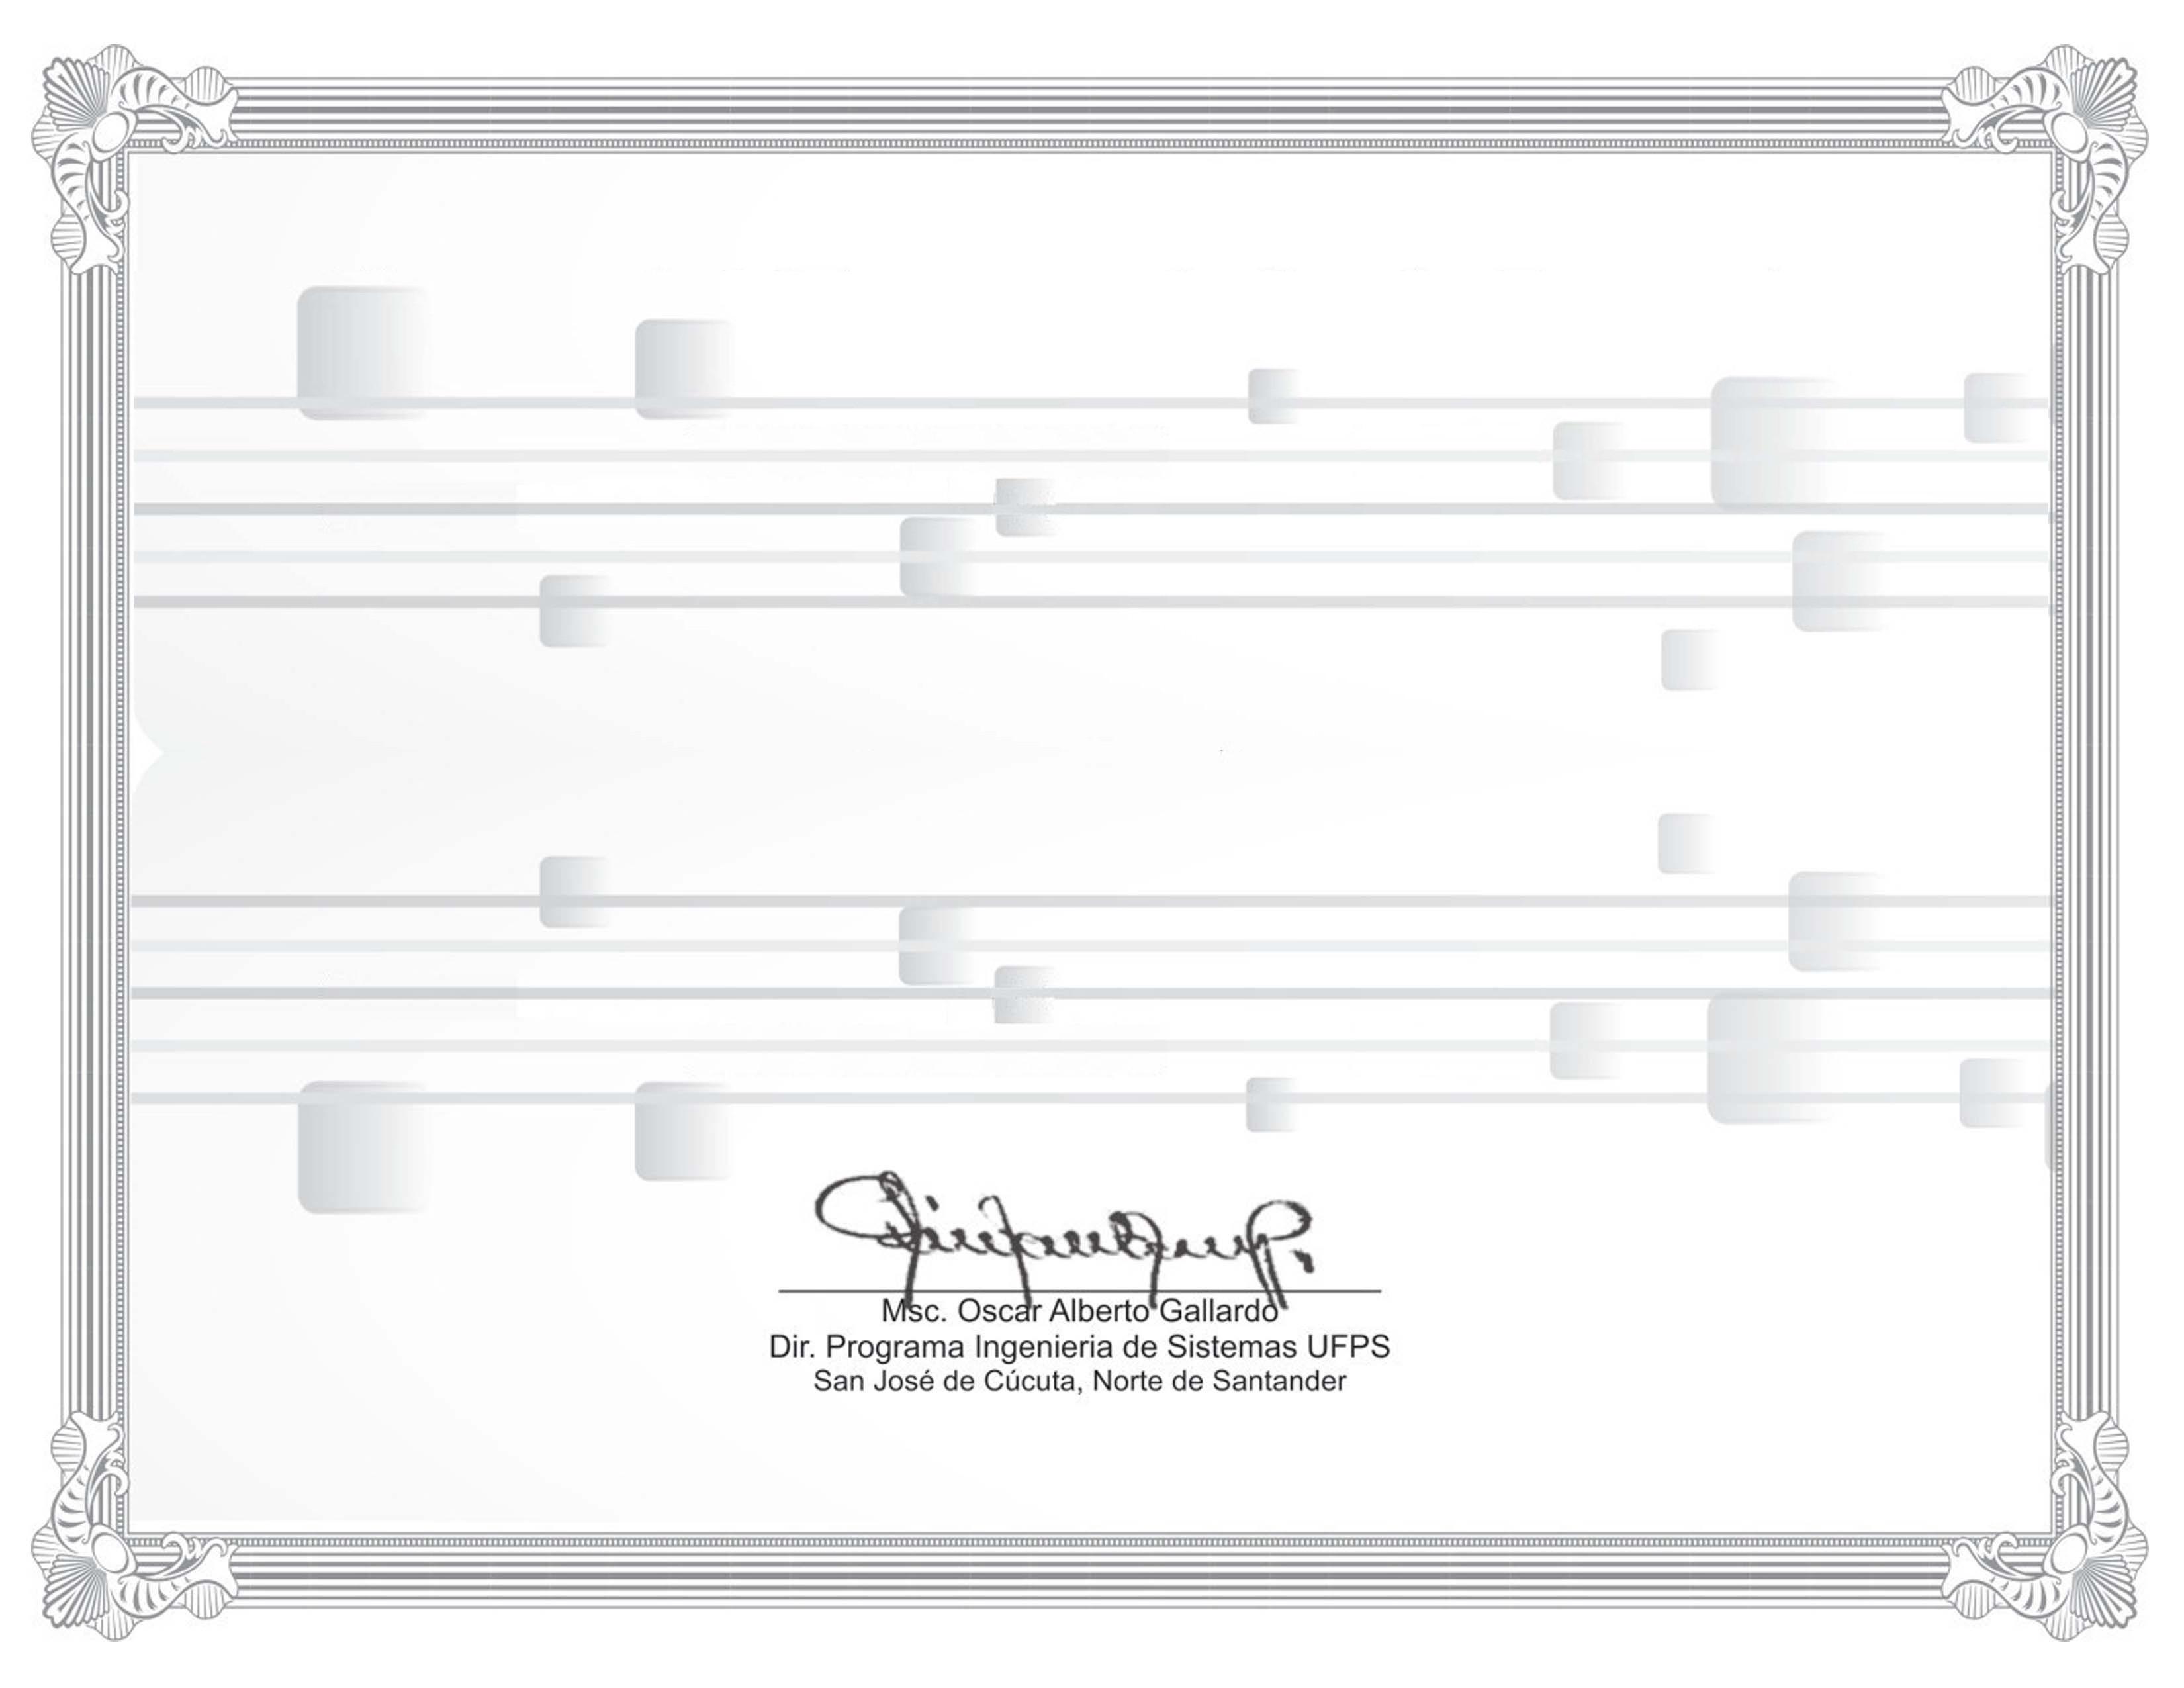 Msc. Oscar Alberto Gallardo
Dir. Programa Ingenieria de Sistemas UFPS
San José de Cúcuta, Norte de Santander